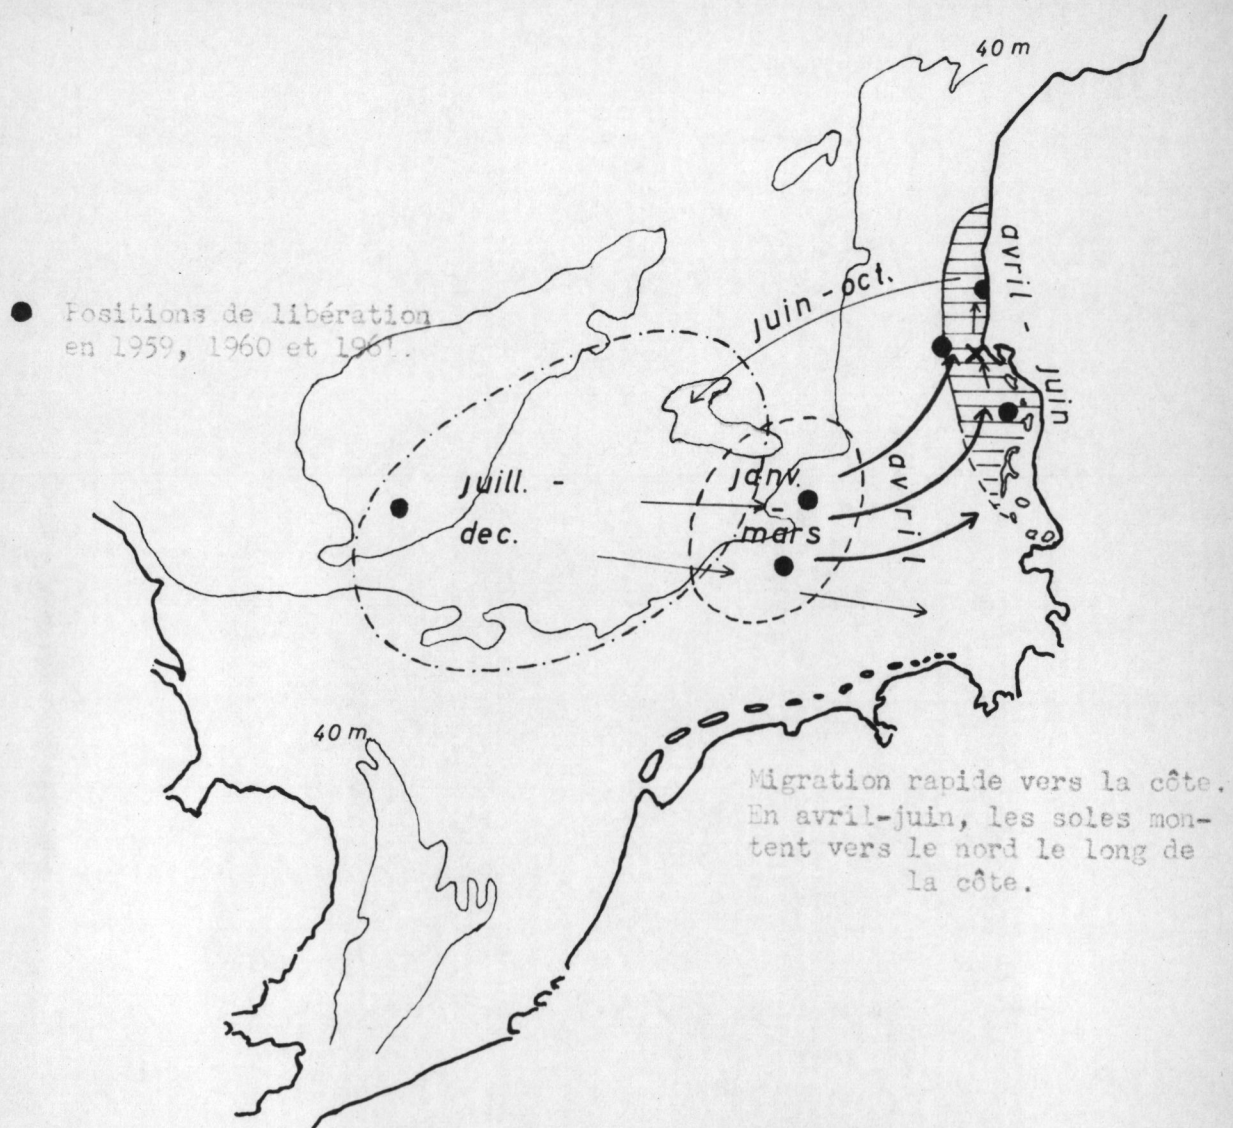 40 m
avril -
juin
juin - oct.
● Positions de libération
en 1959, 1960 et 1961.
juill. -
dec.
janv.
-
mars
avril
40 m
Migration rapide vers la côte.
En avril-juin, les soles mon-
tent vers le nord le long de
la côte.